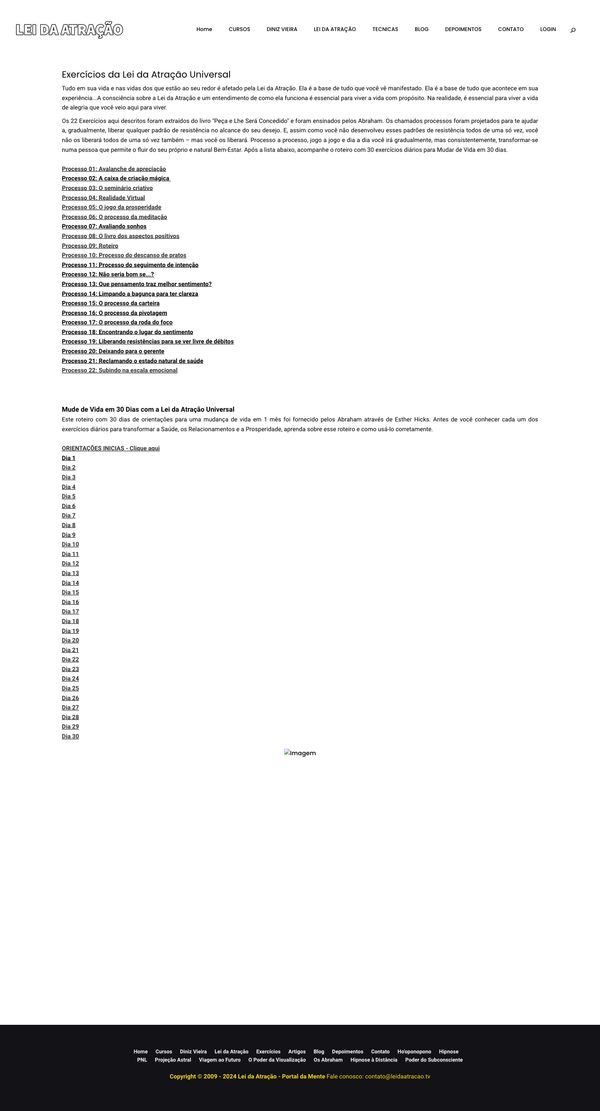 LEI DA ATRAÇÃO
Home CURSOS DINIZ VIEIRA LEI DA ATRAÇÃO TECNICAS BLOG DEPOIMENTOS CONTATO LOGIN
Exercícios da Lei da Atração Universal
Tudo em sua vida e nas vidas dos que estão ao seu redor é afetado pela Lei da Atração. Ela é a base de tudo que você vê manifestado. Ela é a base de tudo que acontece em sua
experiência...A consciência sobre a Lei da Atração e um entendimento de como ela funciona é essencial para viver a vida com propósito. Na realidade, é essencial para viver a vida
de alegria que você veio aqui para viver.
Os 22 Exercícios aqui descritos foram extraídos do livro "Peça e Lhe Será Concedido" e foram ensinados pelos Abraham. Os chamados processos foram projetados para te ajudar
a, gradualmente, liberar qualquer padrão de resistência no alcance do seu desejo. E, assim como você não desenvolveu esses padrões de resistência todos de uma só vez, você
não os liberará todos de uma só vez também – mas você os liberará. Processo a processo, jogo a jogo e dia a dia você irá gradualmente, mas consistentemente, transformar-se
numa pessoa que permite o fluir do seu próprio e natural Bem-Estar. Após a lista abaixo, acompanhe o roteiro com 30 exercícios diários para Mudar de Vida em 30 dias.
Processo 01: Avalanche de apreciação
Processo 02: A caixa de criação mágica
Processo 03: O seminário criativo
Processo 04: Realidade Virtual
Processo 05: O jogo da prosperidade
Processo 06: O processo da meditação
Processo 07: Avaliando sonhos
Processo 08: O livro dos aspectos positivos
Processo 09: Roteiro
Processo 10: Processo do descanso de pratos
Processo 11: Processo do seguimento de intenção
Processo 12: Não seria bom se...?
Processo 13: Que pensamento traz melhor sentimento?
Processo 14: Limpando a bagunça para ter clareza
Processo 15: O processo da carteira
Processo 16: O processo da pivotagem
Processo 17: O processo da roda do foco
Processo 18: Encontrando o lugar do sentimento
Processo 19: Liberando resistências para se ver livre de débitos
Processo 20: Deixando para o gerente
Processo 21: Reclamando o estado natural de saúde
Processo 22: Subindo na escala emocional
Mude de Vida em 30 Dias com a Lei da Atração Universal
Este roteiro com 30 dias de orientações para uma mudança de vida em 1 mês foi fornecido pelos Abraham através de Esther Hicks. Antes de você conhecer cada um dos
exercícios diários para transformar a Saúde, os Relacionamentos e a Prosperidade, aprenda sobre esse roteiro e como usá-lo corretamente.
ORIENTAÇÕES INICIAS - Clique aqui
Dia 1
Dia 2
Dia 3
Dia 4
Dia 5
Dia 6
Dia 7
Dia 8
Dia 9
Dia 10
Dia 11
Dia 12
Dia 13
Dia 14
Dia 15
Dia 16
Dia 17
Dia 18
Dia 19
Dia 20
Dia 21
Dia 22
Dia 23
Dia 24
Dia 25
Dia 26
Dia 27
Dia 28
Dia 29
Dia 30
Imagem
Home Cursos Diniz Vieira Lei da Atração Exercícios Artigos Blog Depoimentos Contato Ho'oponopono Hipnose
PNL Projeção Astral Viagem ao Futuro O Poder da Visualização Os Abraham Hipnose à Distância Poder do Subconsciente
Copyright © 2009 - 2024 Lei da Atração - Portal da Mente Fale conosco: contato@leidaatracao.tv